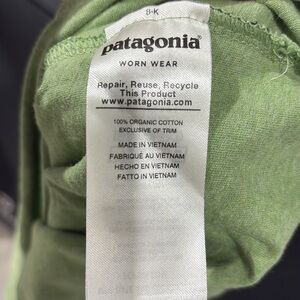 patagonia®
WORN WEAR
Repair, Reuse, Recycle
This Product
www.patagonia.com
100% ORGANIC COTTON
EXCLUSIVE OF TRIM
MADE IN VIETNAM
FABRIQUÉ AU VIETNAM
HECHO EN VIETNAM
FATTO IN VIETNAM